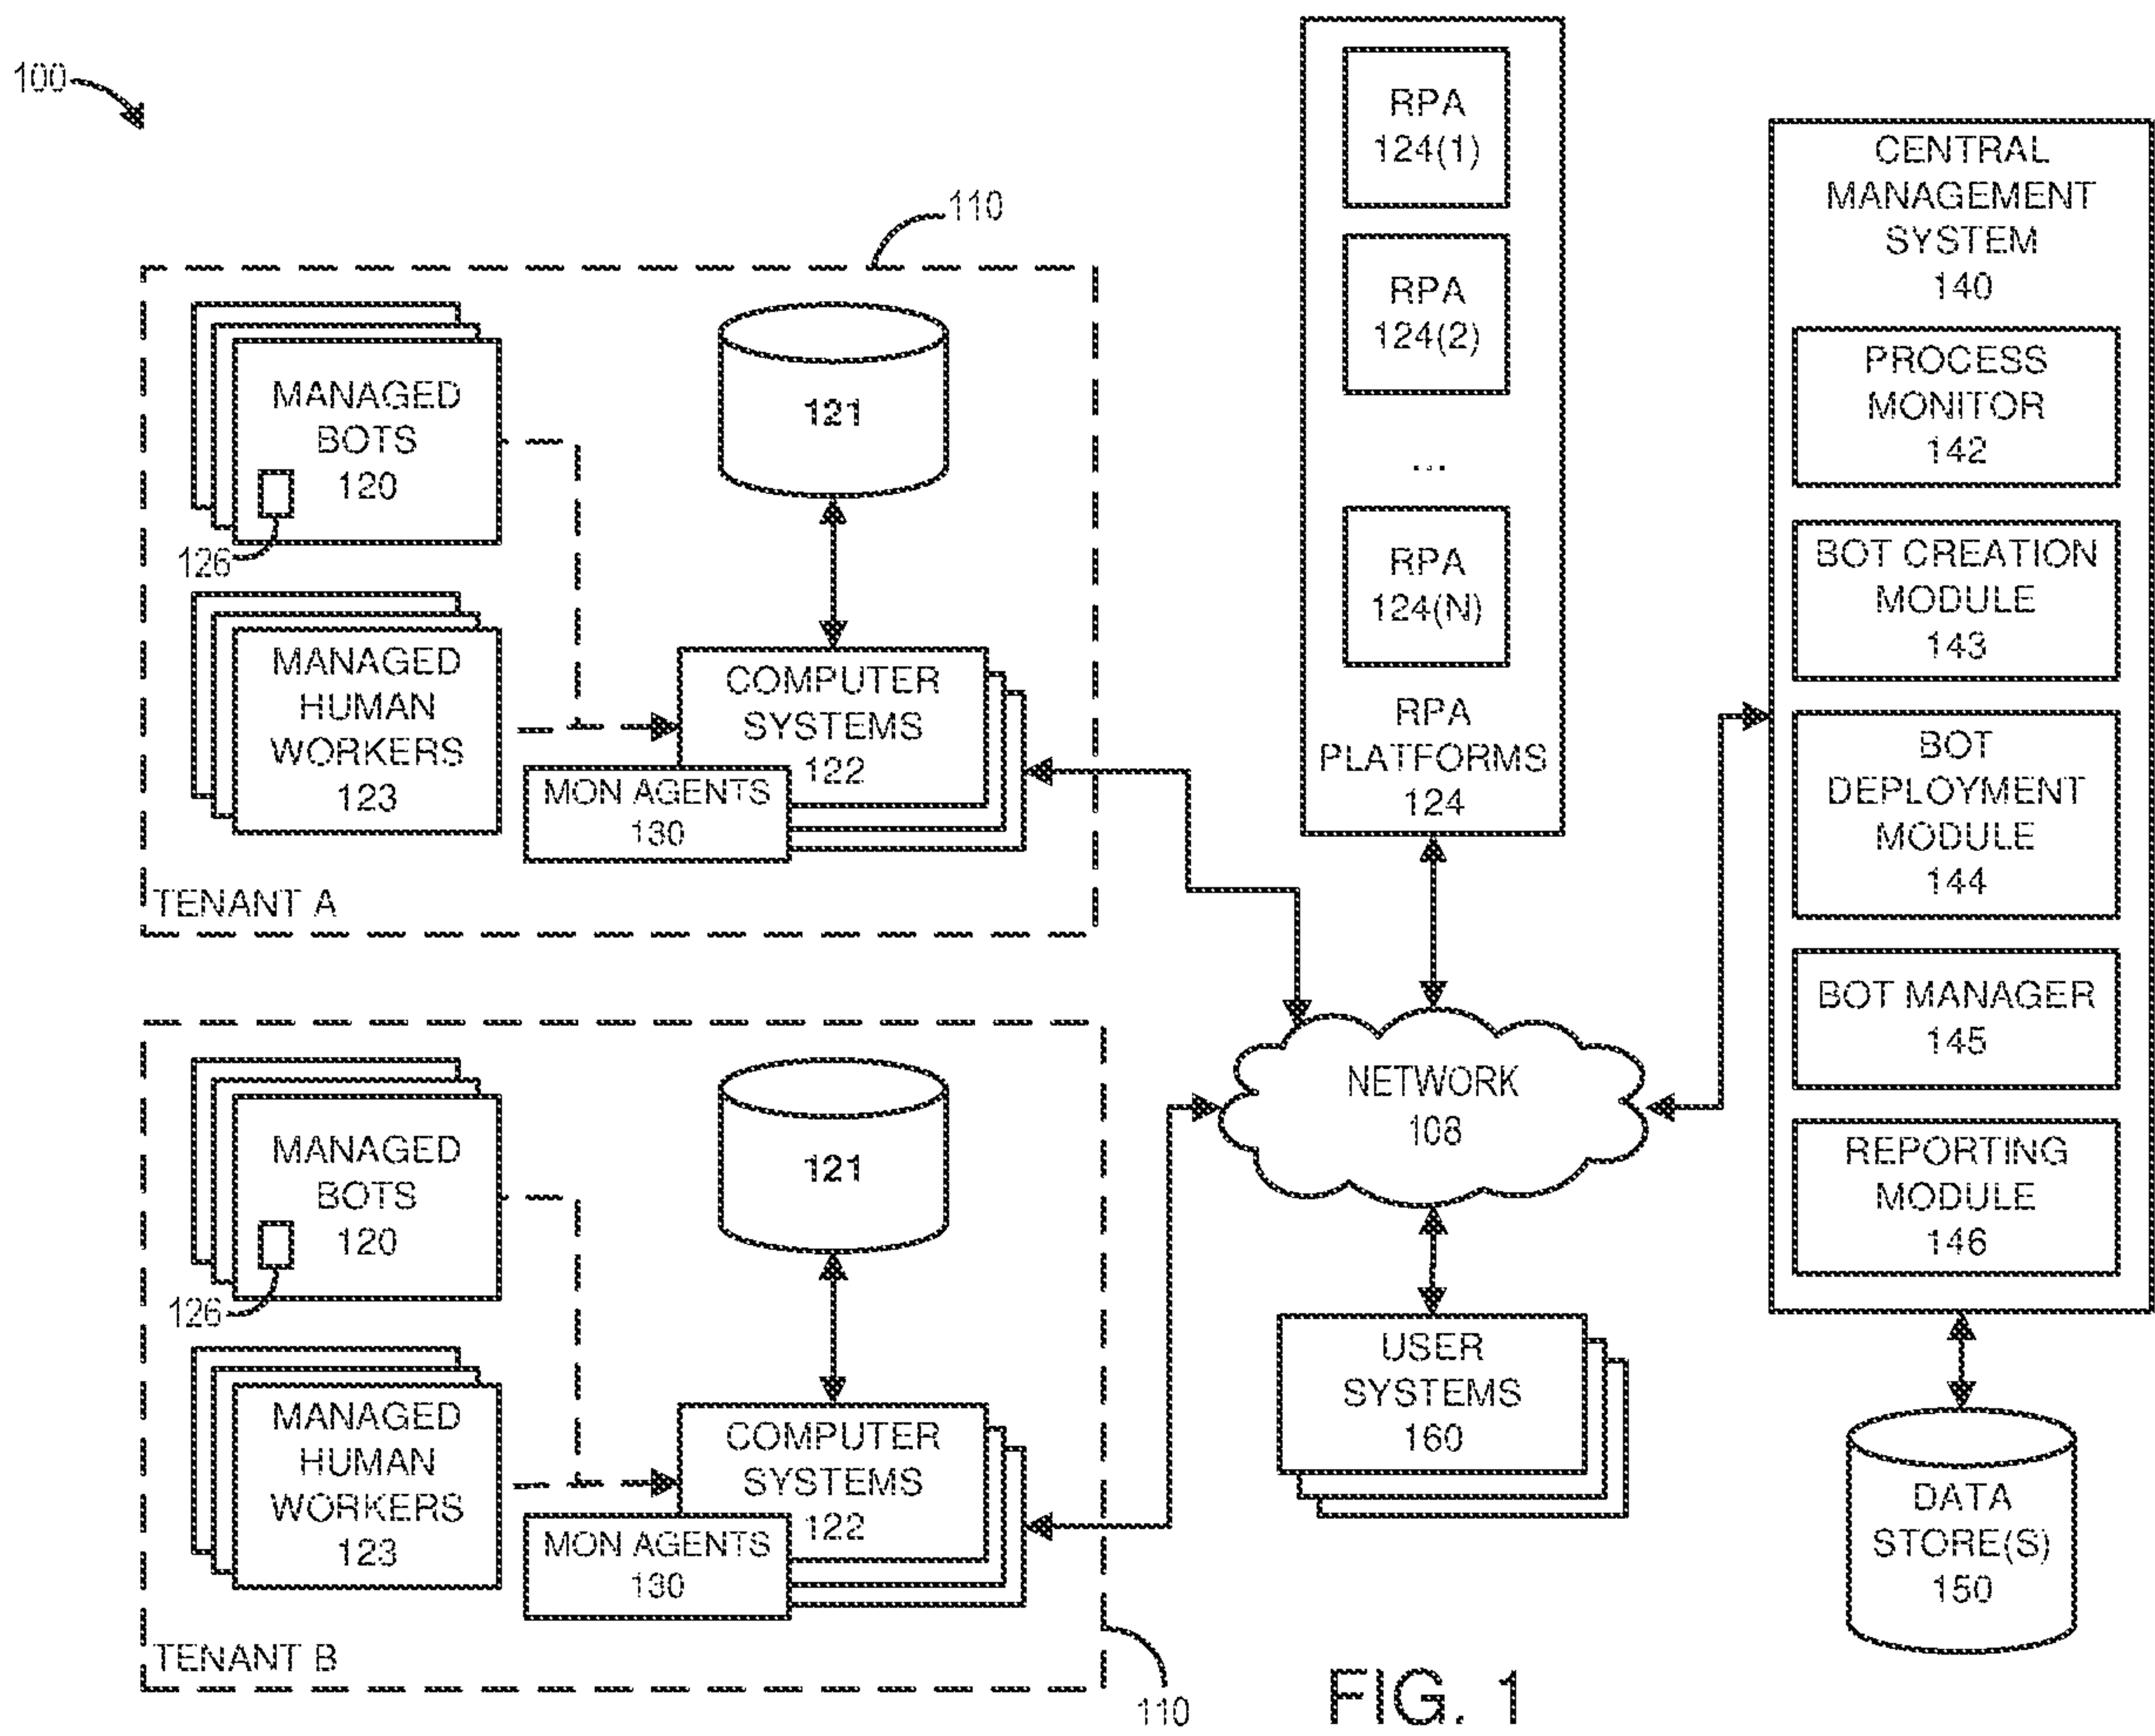 100
110
MANAGED
BOTS
120
126
121
MANAGED
HUMAN
WORKERS
123
COMPUTER
SYSTEMS
122
MON AGENTS
130
TENANT A
MANAGED
BOTS
120
126
121
MANAGED
HUMAN
WORKERS
123
COMPUTER
SYSTEMS
122
MON AGENTS
130
TENANT B
110
RPA
124(1)
RPA
124(2)
...
RPA
124(N)
RPA
PLATFORMS
124
NETWORK
108
USER
SYSTEMS
160
CENTRAL
MANAGEMENT
SYSTEM
140
PROCESS
MONITOR
142
BOT CREATION
MODULE
143
BOT
DEPLOYMENT
MODULE
144
BOT MANAGER
145
REPORTING
MODULE
146
DATA
STORE(S)
150
FIG. 1